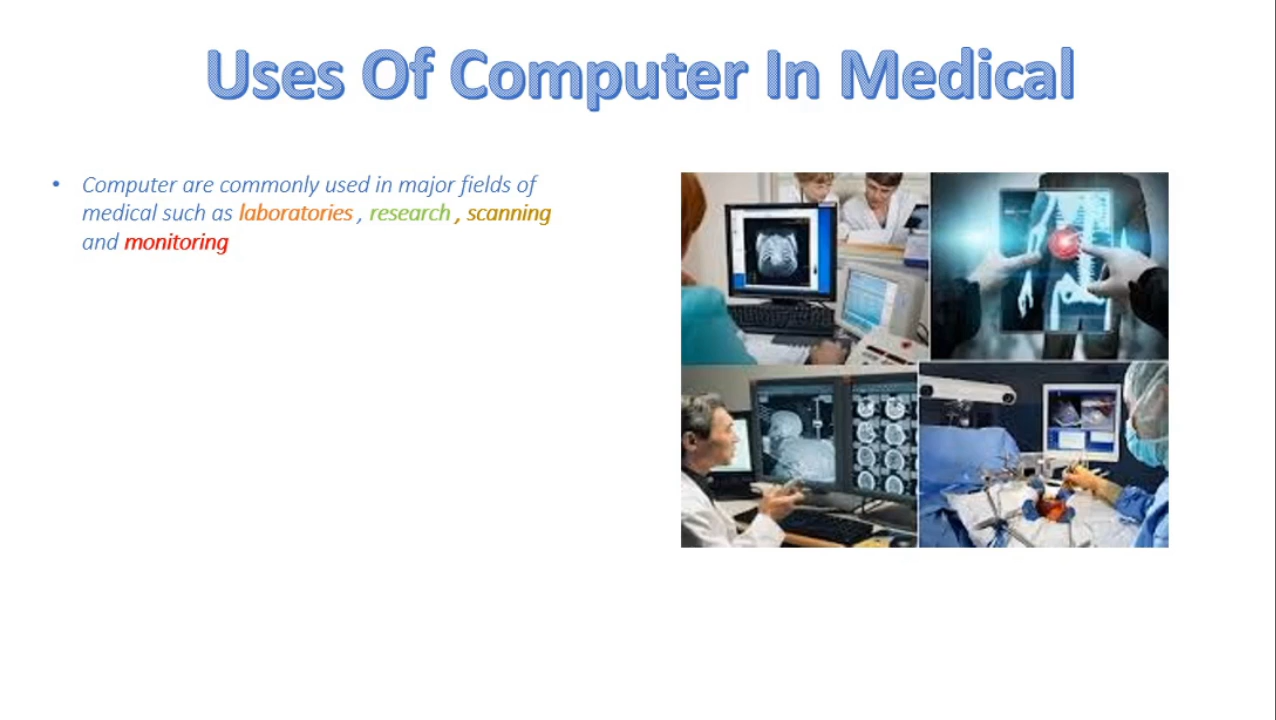 Uses Of Computer In Medical
• Computer are commonly used in major fields of
medical such as laboratories , research , scanning
and monitoring